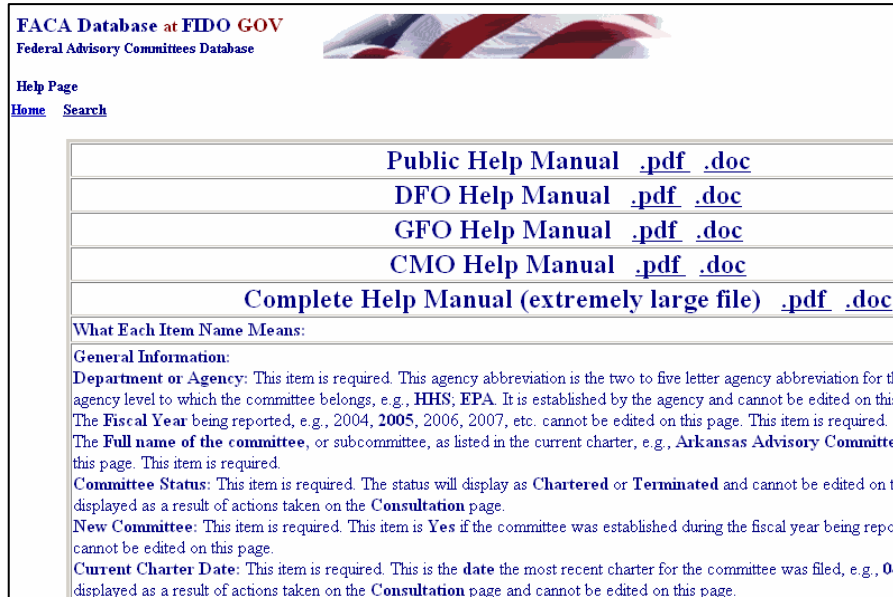 FACA Database at FIDO GOV
Federal Advisory Committees Database
Help Page
Home Search
Public Help Manual .pdf .doc
DFO Help Manual .pdf .doc
GFO Help Manual .pdf .doc
CMO Help Manual .pdf .doc
Complete Help Manual (extremely large file) .pdf .doc
What Each Item Name Means:
General Information:
Department or Agency: This item is required. This agency abbreviation is the two to five letter agency abbreviation for
agency level to which the committee belongs, e.g., HHS; EPA. It is established by the agency and cannot be edited on
The Fiscal Year being reported, e.g., 2004, 2005, 2006, 2007, etc. cannot be edited on this page. This item is required.
The Full name of the committee, or subcommittee, as listed in the current charter, e.g., Arkansas Advisory
this page. This item is required.
Committee Status: This item is required. The status will display as Chartered or Terminated and cannot be edited on
displayed as a result of actions taken on the Consultation page.
New Committee: This item is required. This item is Yes if the committee was established during the fiscal year being
cannot be edited on this page.
Current Charter Date: This item is required. This is the date the most recent charter for the committee was filed, e.g.,
displayed as a result of actions taken on the Consultation page and cannot be edited on this page.